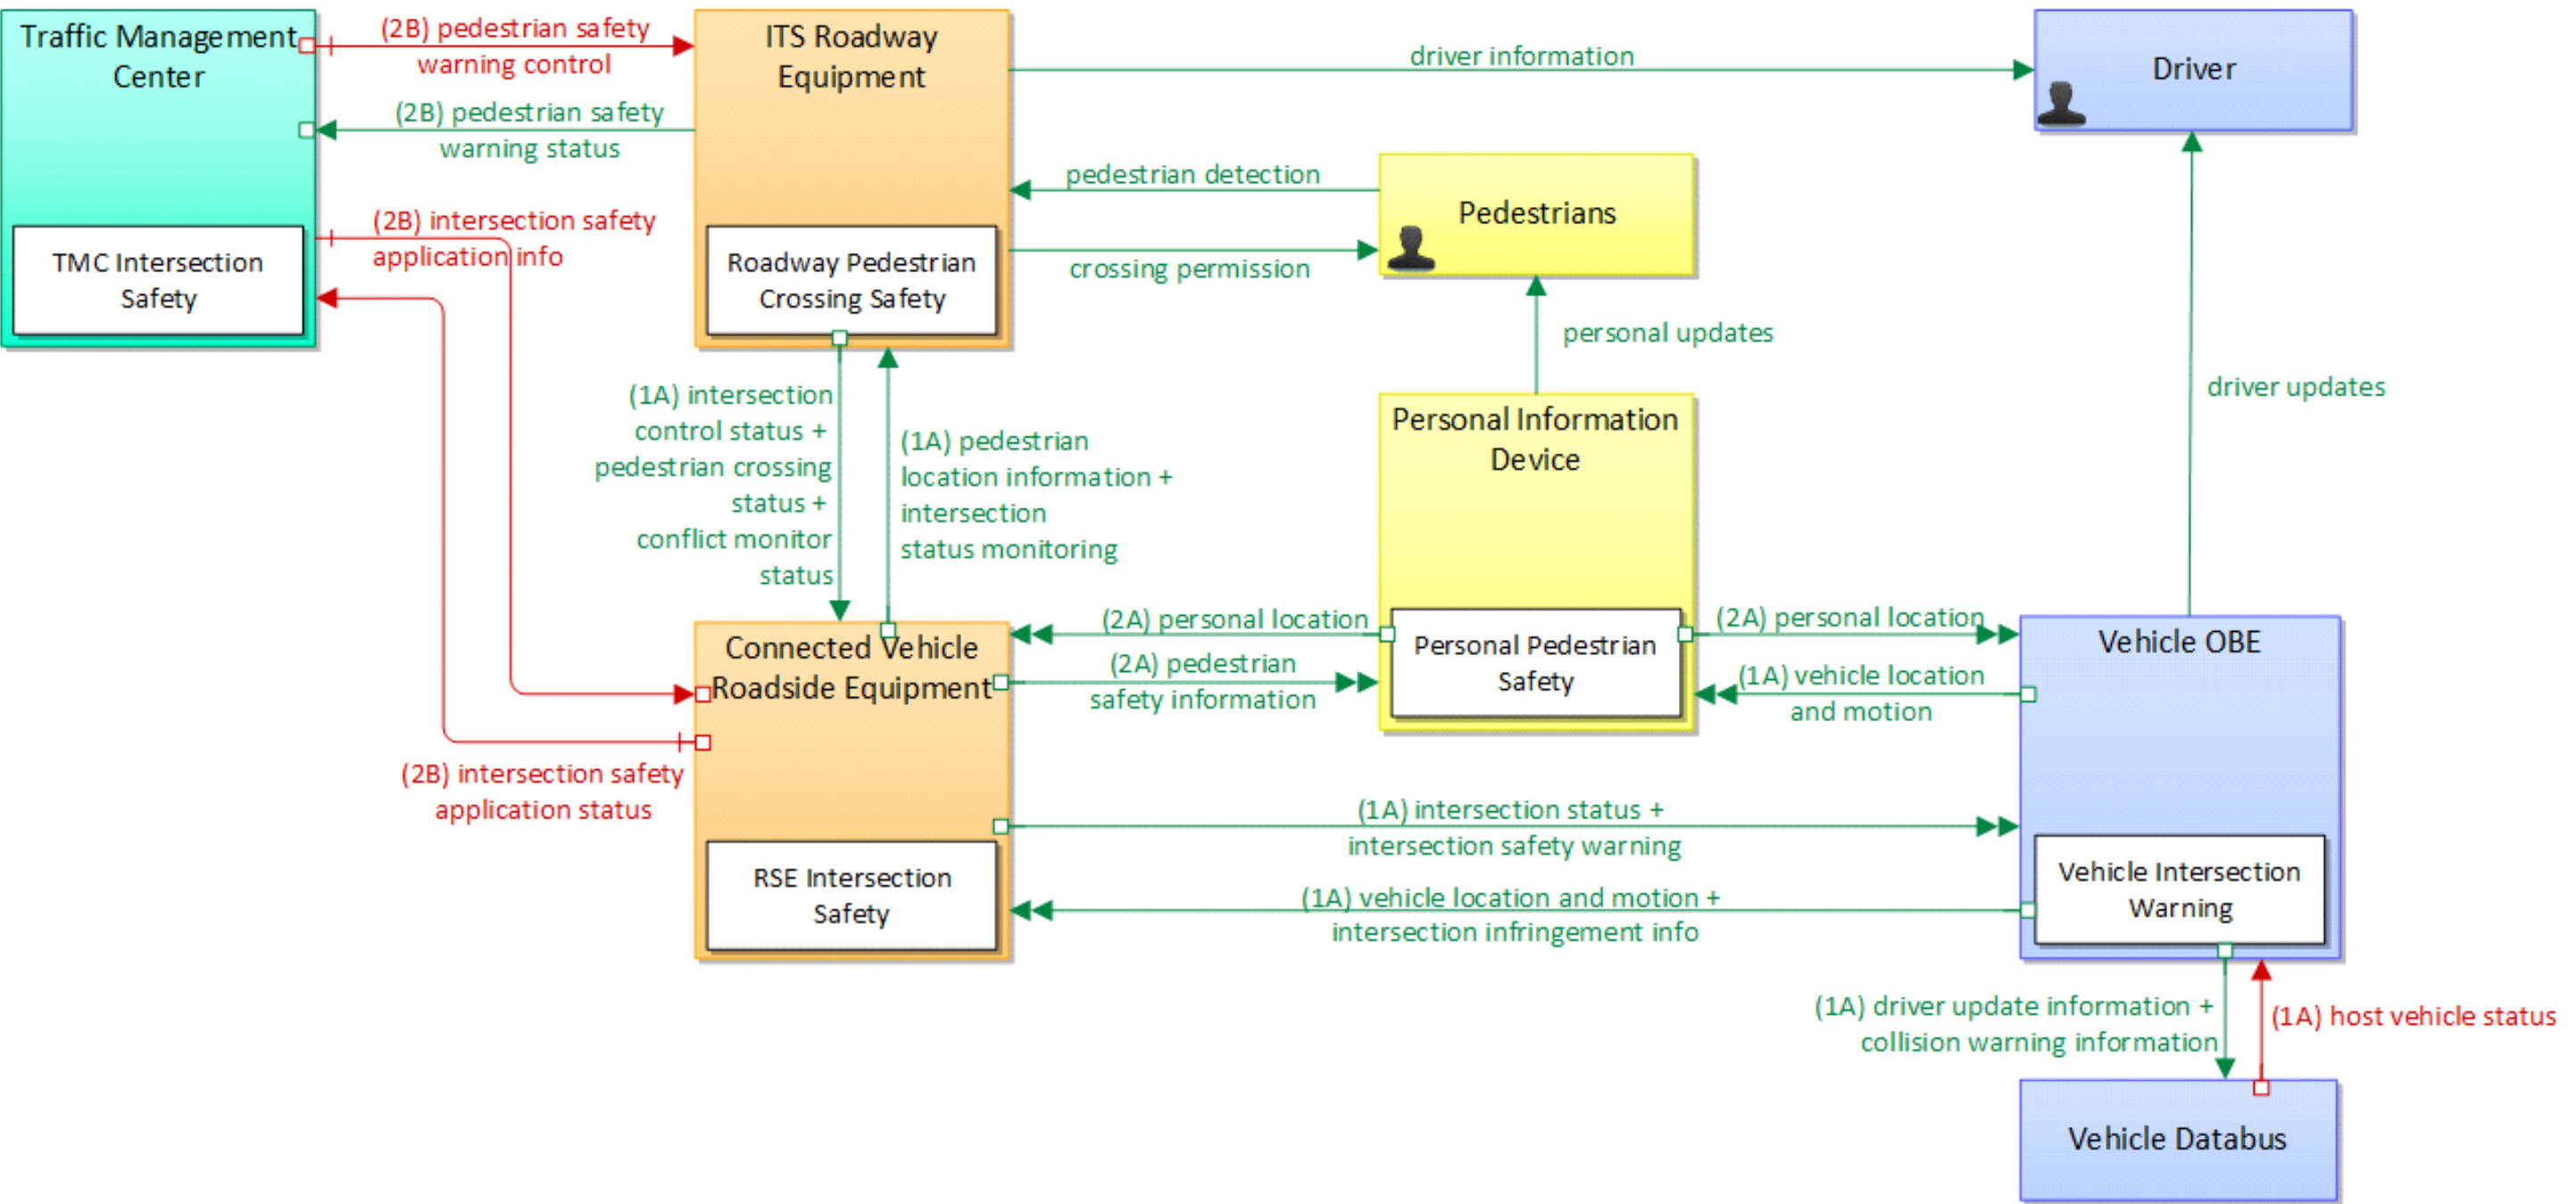 Traffic Management
Center
TMC Intersection
Safety
(2B) pedestrian safety
warning control
(2B) pedestrian safety
warning status
(2B) intersection safety
application info
ITS Roadway
Equipment
Roadway Pedestrian
Crossing Safety
driver information
Driver
pedestrian detection
crossing permission
Pedestrians
personal updates
driver updates
(1A) intersection
control status +
pedestrian crossing
status +
conflict monitor
status
(1A) pedestrian
location information +
intersection
status monitoring
Personal Information
Device
Personal Pedestrian
Safety
(2A) personal location
(2A) pedestrian
safety information
(2A) personal location
(1A) vehicle location
and motion
Connected Vehicle
Roadside Equipment
RSE Intersection
Safety
(2B) intersection safety
application status
Vehicle OBE
Vehicle Intersection
Warning
(1A) intersection status +
intersection safety warning
(1A) vehicle location and motion +
intersection infringement info
(1A) driver update information +
collision warning information
(1A) host vehicle status
Vehicle Databus